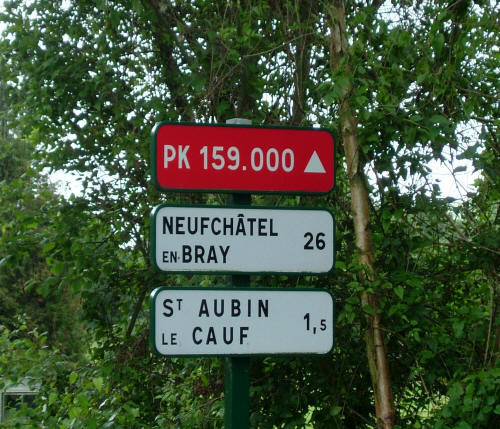 PK 159.000
NEUFCHÂTEL
EN BRAY 26
ST AUBIN
LE CAUF 1,5